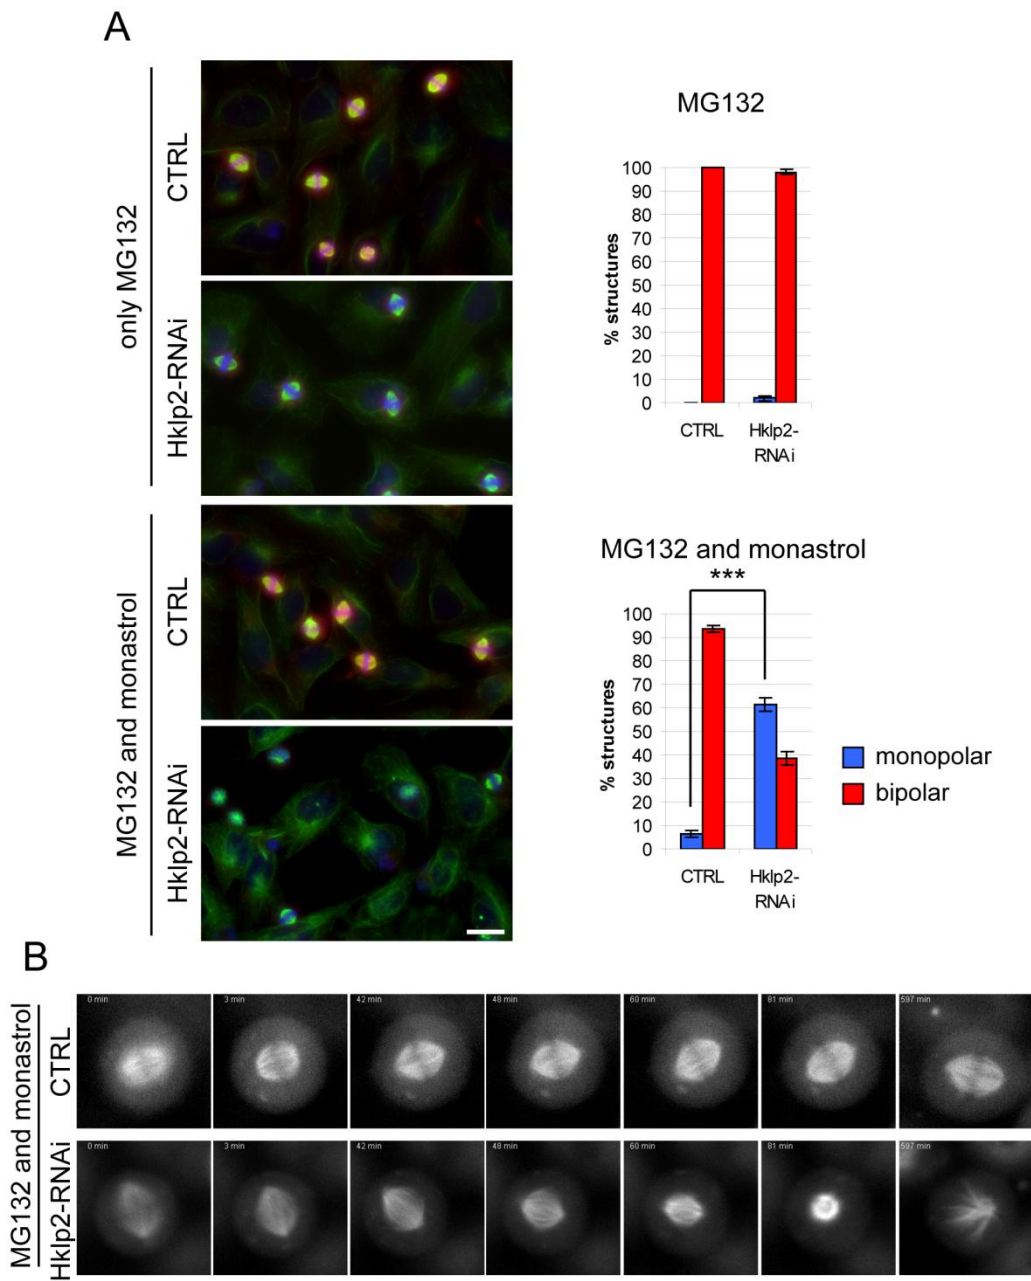 A
only MG132
CTRL
Hklp2-RNAi
MG132 and monastrol
CTRL
Hklp2-RNAi
MG132
% structures
100
90
80
70
60
50
40
30
20
10
0
CTRL
Hklp2-
RNAi
MG132 and monastrol
***
% structures
100
90
80
70
60
50
40
30
20
10
0
CTRL
Hklp2-
RNAi
monopolar
bipolar
B
MG132 and monastrol
CTRL
0 min
3 min
42 min
48 min
60 min
81 min
597 min
Hklp2-RNAi
0 min
3 min
42 min
48 min
60 min
81 min
597 min